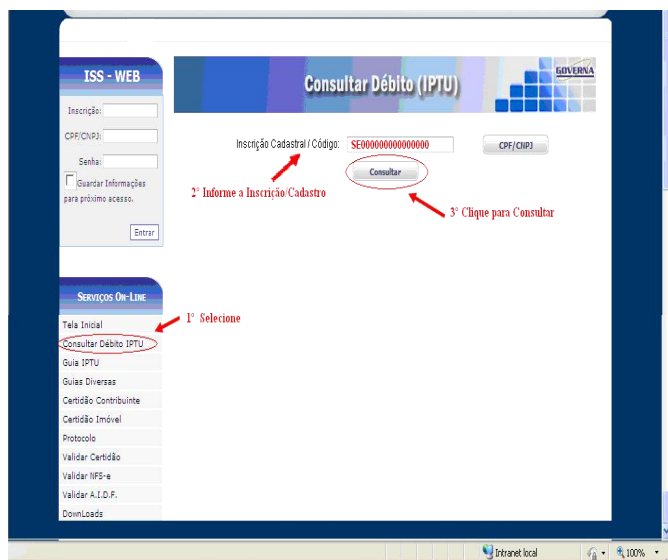 ISS - WEB
Inscrição:
CPF/CNPJ:
Senha:
Guardar Informações
para próximo acesso.
Entrar
Consultar Débito (IPTU)
GOVERNA
Inscrição Cadastral / Código: SE000000000000000 CPF/CNPJ
Consultar
2° Informe a Inscrição/Cadastro
3° Clique para Consultar
Serviços On-Line
1° Selecione
Tela Inicial
Consultar Débito IPTU
Guia IPTU
Guias Diversas
Certidão Contribuinte
Certidão Imóvel
Protocolo
Validar Certidão
Validar NFS-e
Validar A.I.D.F.
DownLoads
Intranet local
100%